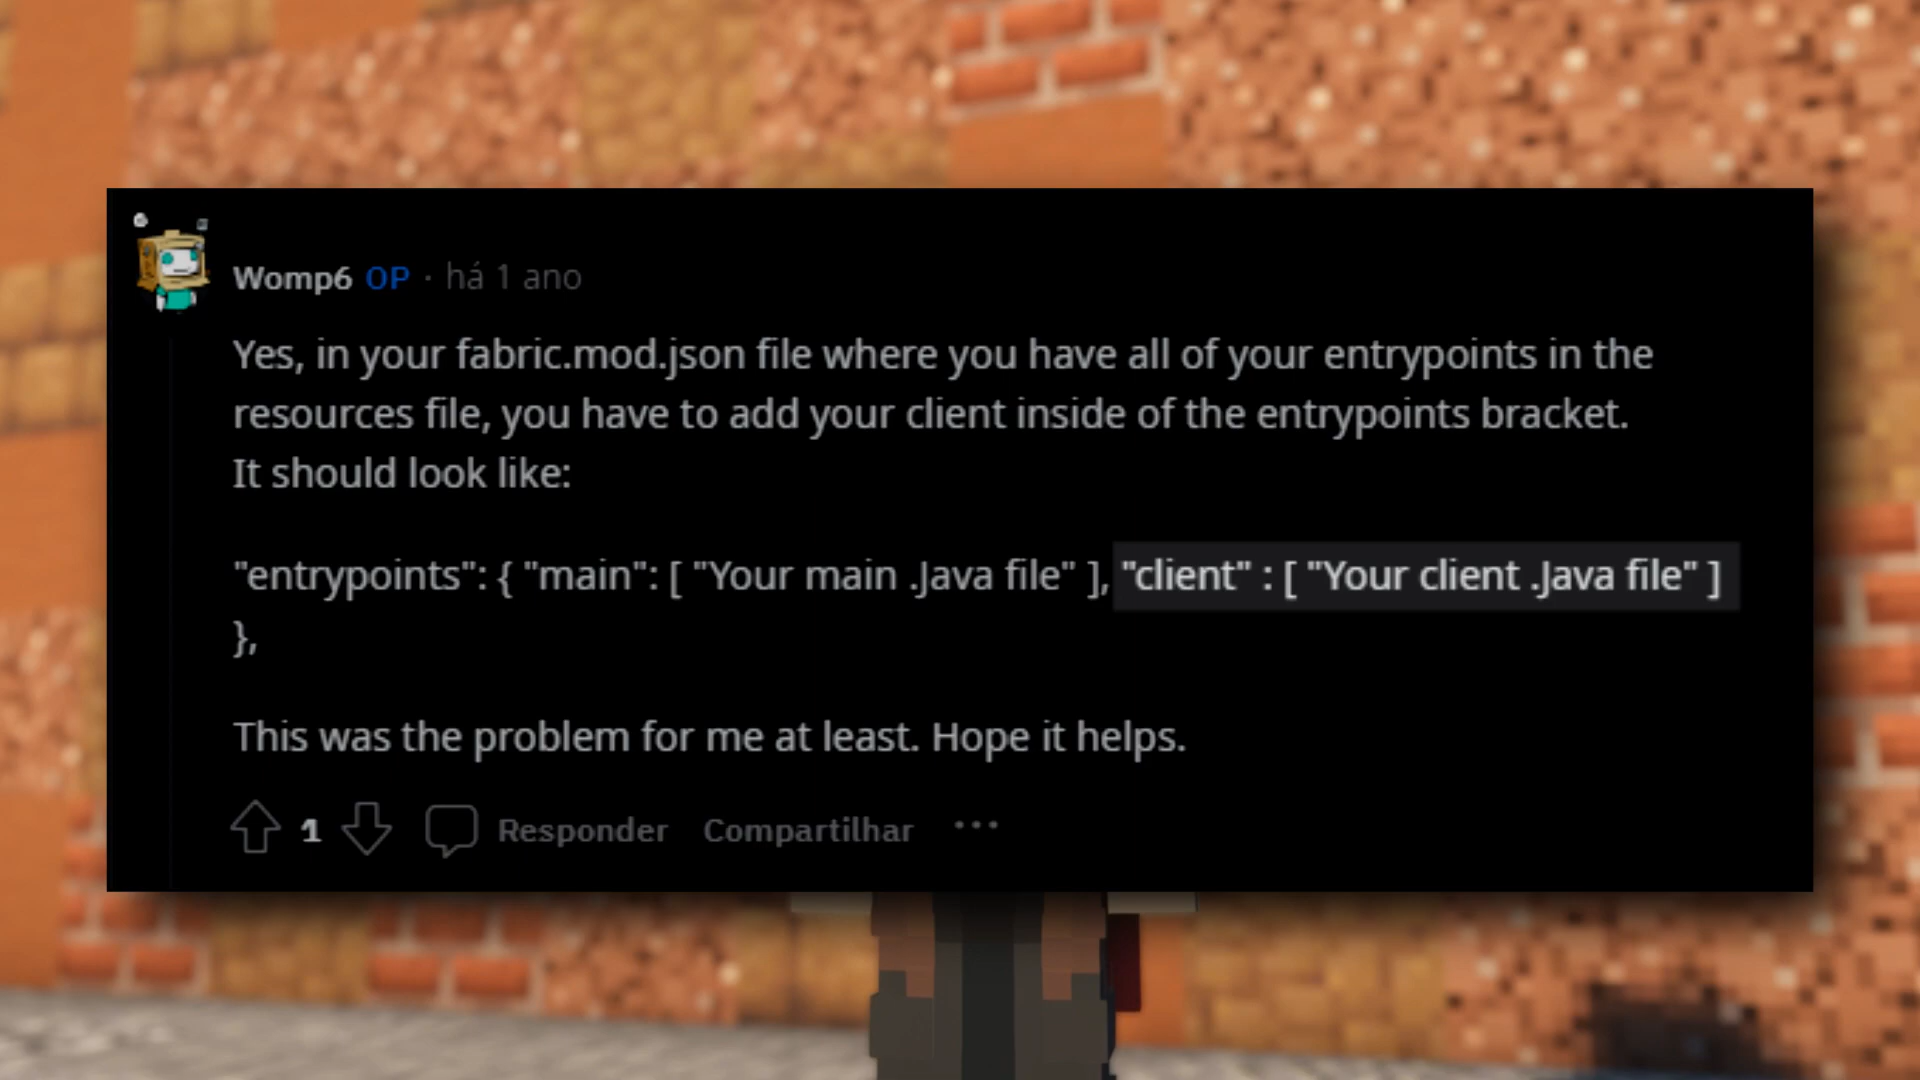 Womp6 OP · há 1 ano
Yes, in your fabric.mod.json file where you have all of your entrypoints in the
resources file, you have to add your client inside of the entrypoints bracket.
It should look like:
"entrypoints": { "main": [ "Your main .Java file" ], "client" : [ "Your client .Java file" ]
},
This was the problem for me at least. Hope it helps.
1 Responder Compartilhar ...